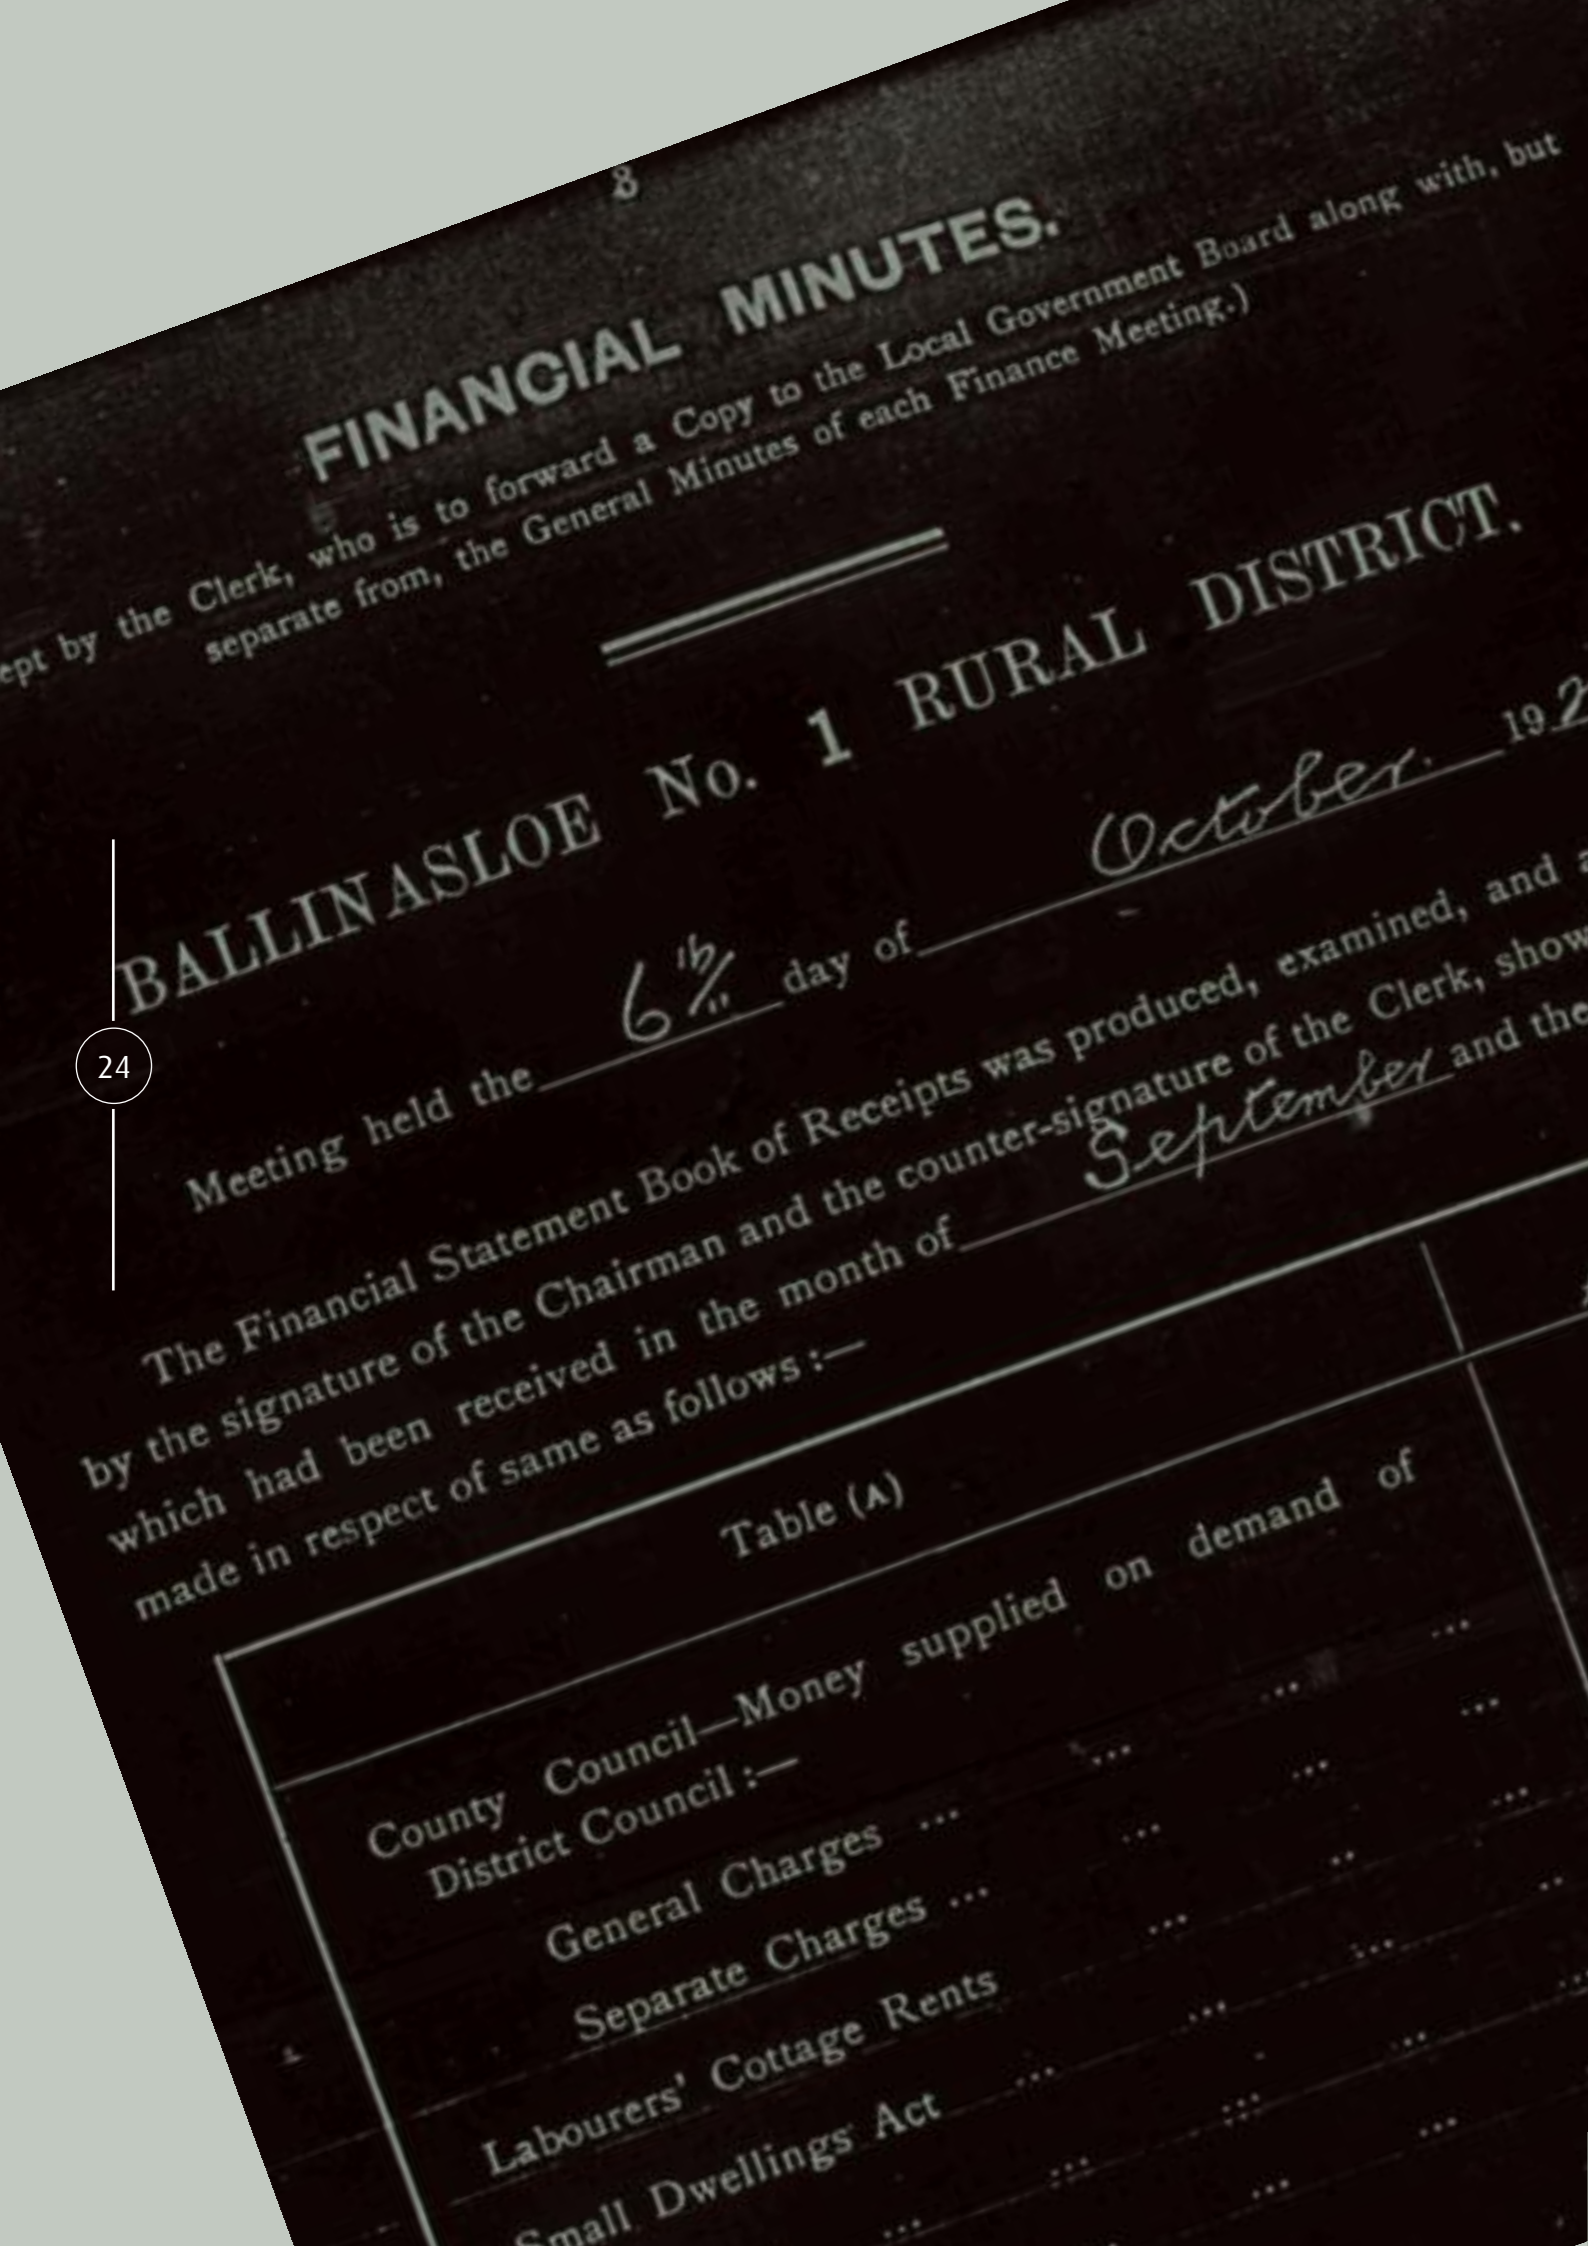 8
FINANCIAL MINUTES.
ept by the Clerk, who is to forward a Copy to the Local Government Board along with, but
separate from, the General Minutes of each Finance Meeting.)
BALLINASLOE No. 1 RURAL DISTRICT.
Meeting held the 6th day of October. 192
The Financial Statement Book of Receipts was produced, examined, and a
by the signature of the Chairman and the counter-signature of the Clerk, show
which had been received in the month of September and the
made in respect of same as follows :—
Table (A)
County Council—Money supplied on demand of
District Council :—
General Charges ... ... ... ...
Separate Charges ... ... ... ...
Labourers' Cottage Rents ... .. ...
Small Dwellings Act ... ... ... ..
24